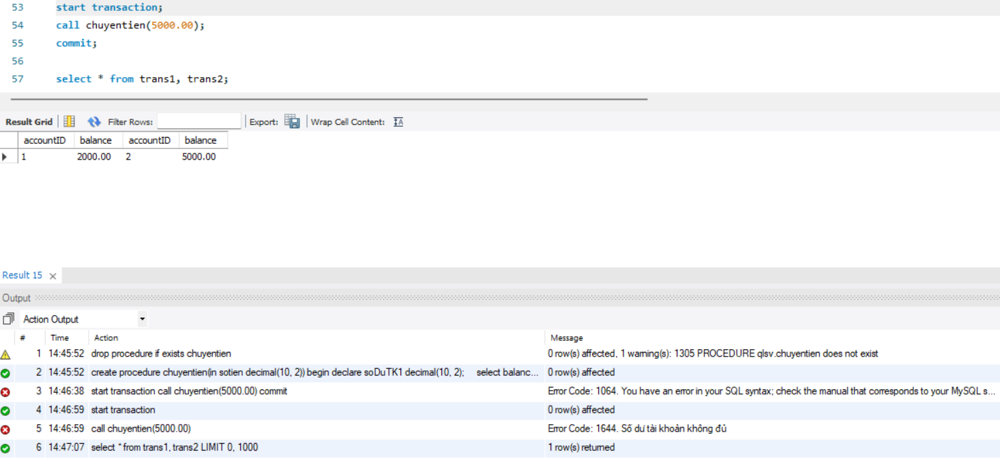 53 start transaction;
54 call chuyentien(5000.00);
55 commit;
56
57 select * from trans1, trans2;
Result Grid Filter Rows: Export: Wrap Cell Content: IA
accountID balance accountID balance
1 2000.00 2 5000.00
Result 15 ×
Output
Action Output
# Time Action Message
1 14:45:52 drop procedure if exists chuyentien 0 row(s) affected, 1 warning(s): 1305 PROCEDURE qlsv.chuyentien does not exist
2 14:45:52 create procedure chuyentien(in sotien decimal(10, 2)) begin declare soDuTK1 decimal(10, 2); select balanc... 0 row(s) affected
3 14:46:38 start transaction call chuyentien(5000.00) commit Error Code: 1064. You have an error in your SQL syntax; check the manual that corresponds to your MySQL s...
4 14:46:59 start transaction 0 row(s) affected
5 14:46:59 call chuyentien(5000.00) Error Code: 1644. Số dư tài khoản không đủ
6 14:47:07 select * from trans1, trans2 LIMIT 0, 1000 1 row(s) returned